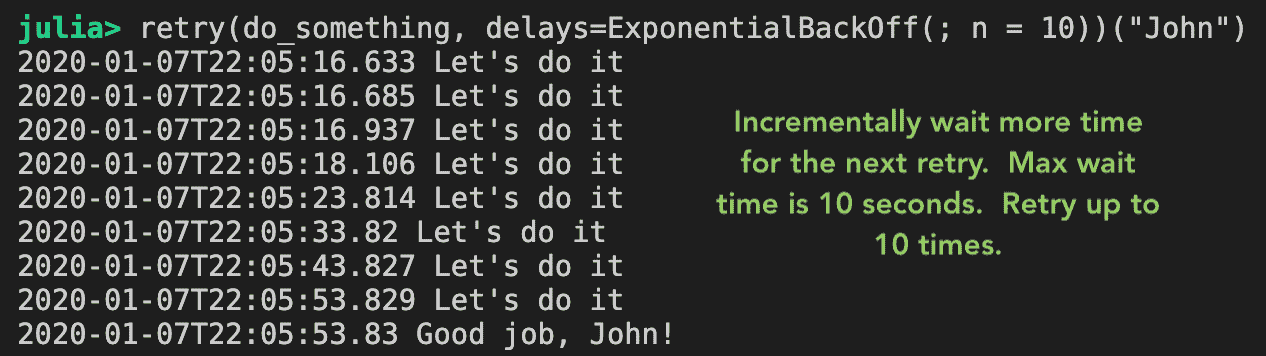 julia> retry(do_something, delays=ExponentialBackOff(; n = 10))("John")
2020-01-07T22:05:16.633 Let's do it
2020-01-07T22:05:16.685 Let's do it
2020-01-07T22:05:16.937 Let's do it
2020-01-07T22:05:18.106 Let's do it
2020-01-07T22:05:23.814 Let's do it
2020-01-07T22:05:33.82 Let's do it
2020-01-07T22:05:43.827 Let's do it
2020-01-07T22:05:53.829 Let's do it
2020-01-07T22:05:53.83 Good job, John!
Incrementally wait more time
for the next retry.  Max wait
time is 10 seconds.  Retry up to
10 times.